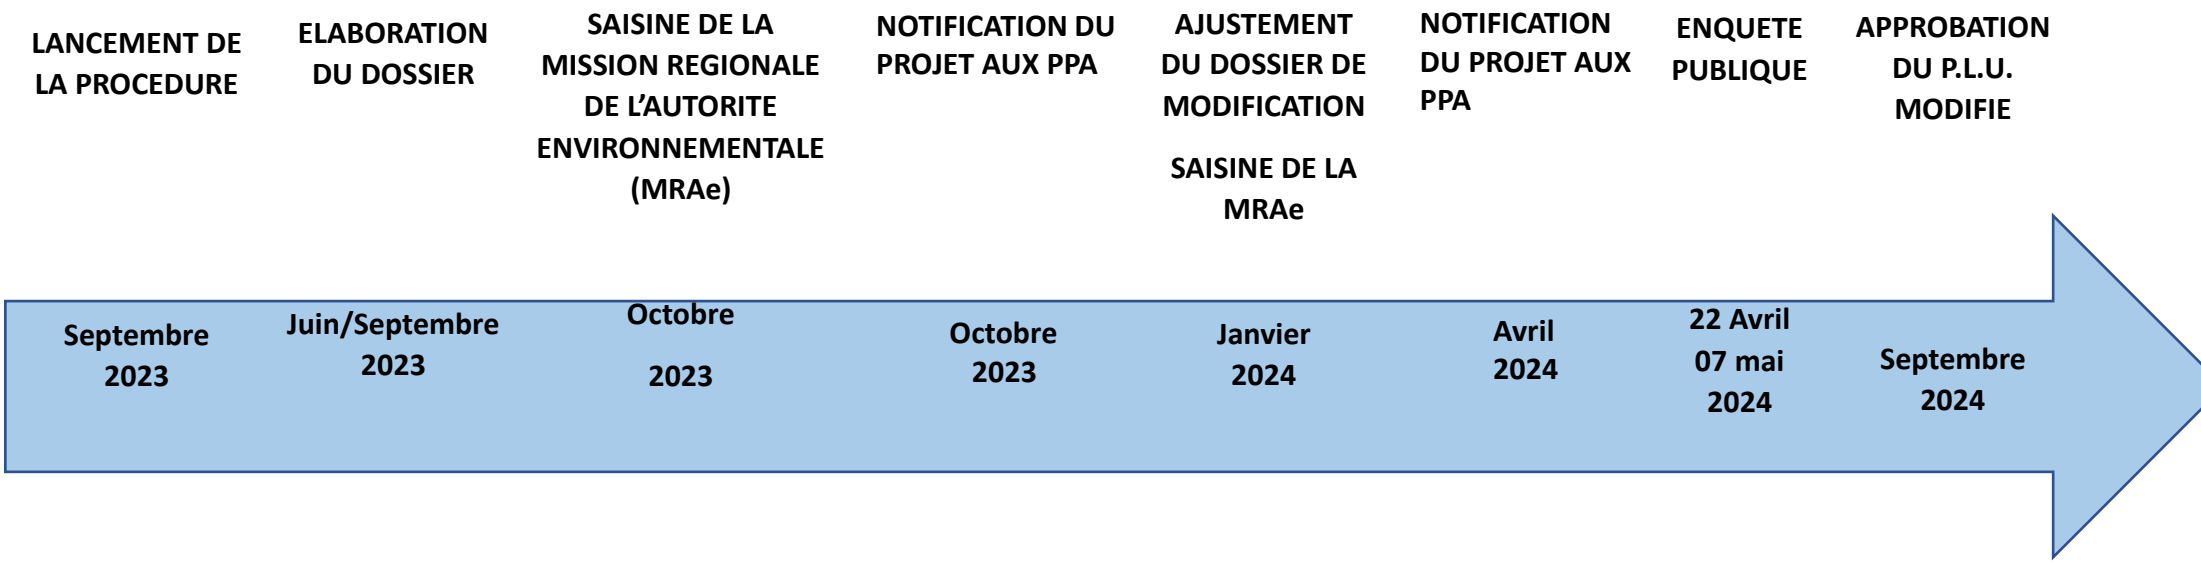 LANCEMENT DE
LA PROCEDURE
ELABORATION
DU DOSSIER
SAISINE DE LA
MISSION REGIONALE
DE L’AUTORITE
ENVIRONNEMENTALE
(MRAe)
NOTIFICATION DU
PROJET AUX PPA
AJUSTEMENT
DU DOSSIER DE
MODIFICATION
SAISINE DE LA
MRAe
NOTIFICATION
DU PROJET AUX
PPA
ENQUETE
PUBLIQUE
APPROBATION
DU P.L.U.
MODIFIE
Septembre
2023
Juin/Septembre
2023
Octobre
2023
Octobre
2023
Janvier
2024
Avril
2024
22 Avril
07 mai
2024
Septembre
2024